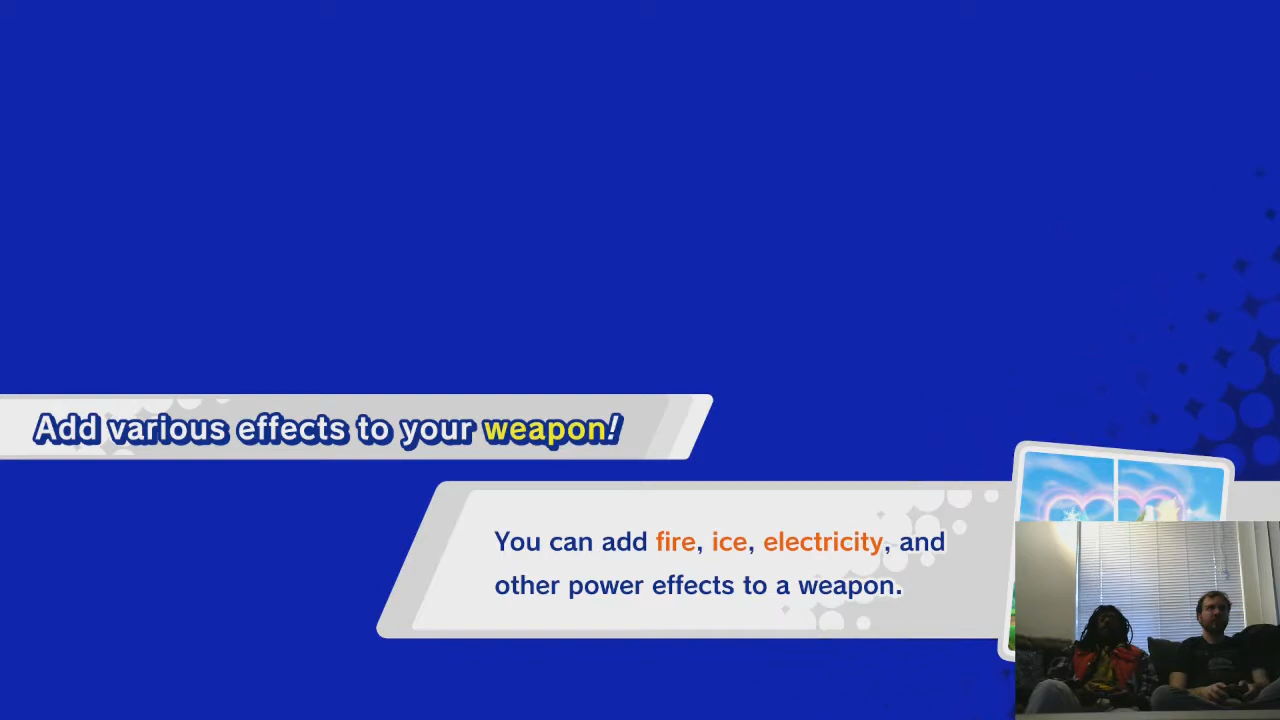 Add various effects to your weapon!
You can add fire, ice, electricity, and
other power effects to a weapon.